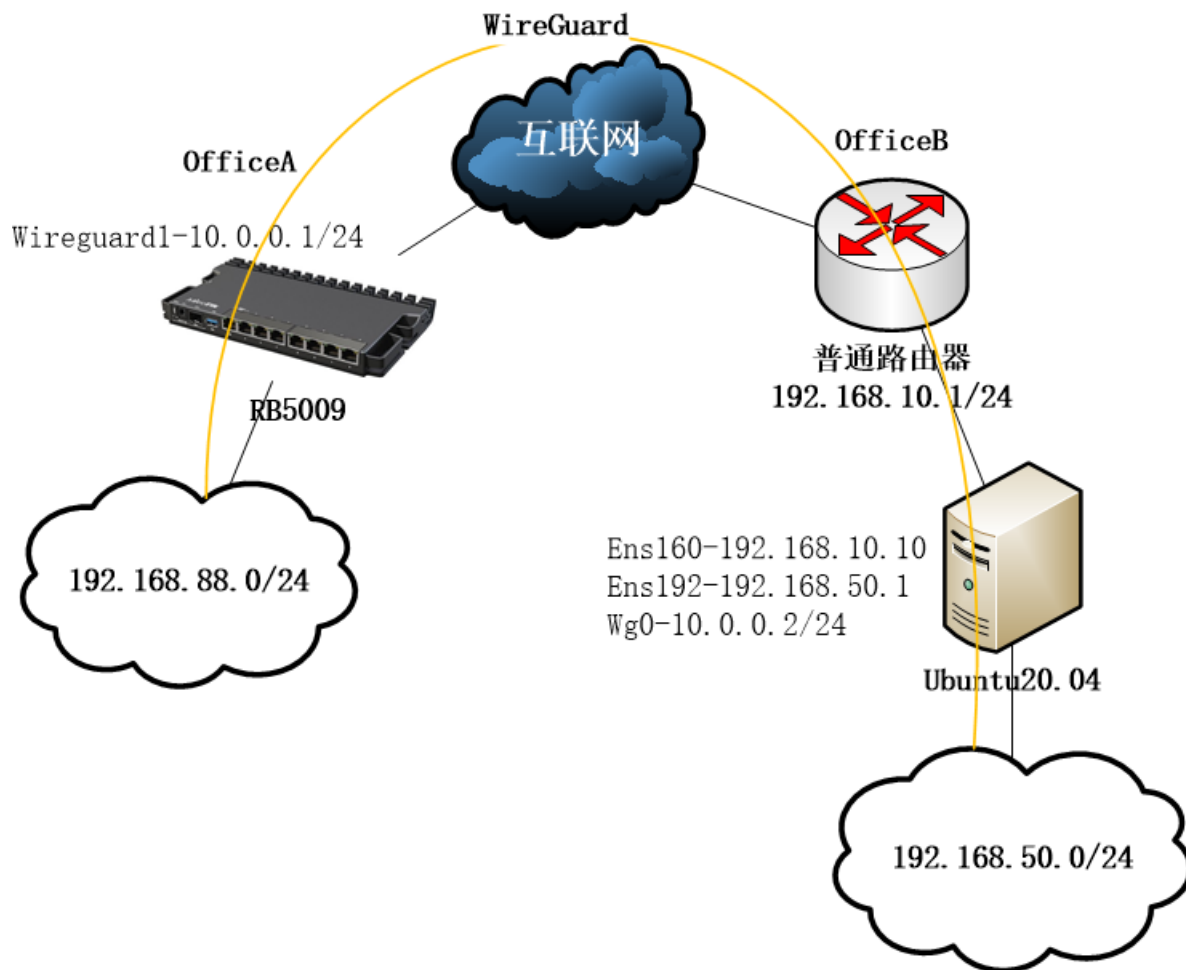 WireGuard
互联网
OfficeA
OfficeB
Wireguard1-10.0.0.1/24
RB5009
普通路由器
192.168.10.1/24
192.168.88.0/24
Ens160-192.168.10.10
Ens192-192.168.50.1
Wg0-10.0.0.2/24
Ubuntu20.04
192.168.50.0/24